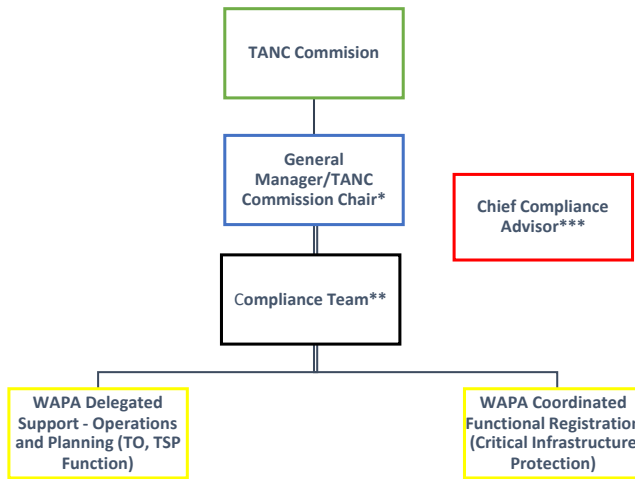 TANC Commision
General
Manager/TANC
Commission Chair*
Chief Compliance
Advisor***
Compliance Team**
WAPA Delegated
Support - Operations
and Planning (TO, TSP
Function)
WAPA Coordinated
Functional Registration
(Critical Infrastructure
Protection)